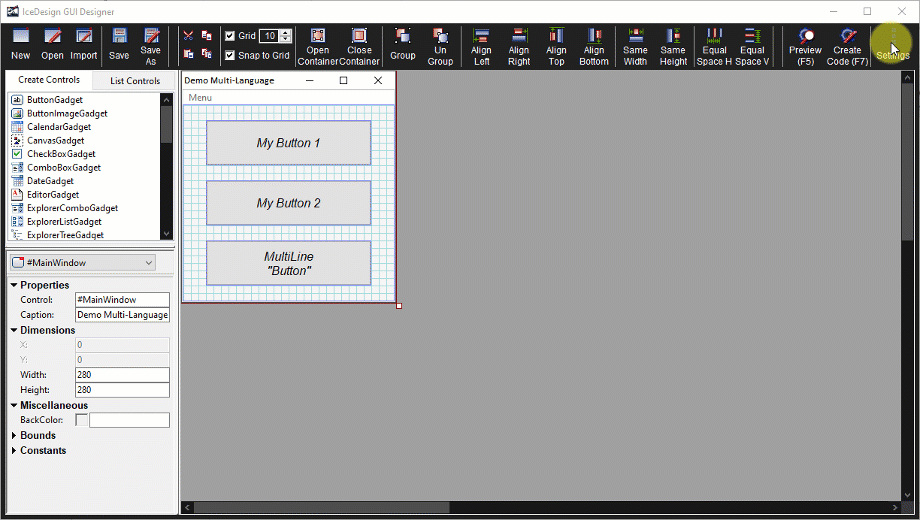 IceDesign GUI Designer
New
Open
Import
Save
Save As
Grid 10
Snap to Grid
Open Container
Close Container
Group
Un Group
Align Left
Align Right
Align Top
Align Bottom
Same Width
Same Height
Equal Space H
Equal Space V
Preview (F5)
Create Code (F7)
Settings
Create Controls
List Controls
ButtonGadget
ButtonImageGadget
CalendarGadget
CanvasGadget
CheckBoxGadget
ComboBoxGadget
DateGadget
EditorGadget
ExplorerComboGadget
ExplorerListGadget
ExplorerTreeGadget
#MainWindow
Properties
Control: #MainWindow
Caption: Demo Multi-Language
Dimensions
X: 0
Y: 0
Width: 280
Height: 280
Miscellaneous
BackColor:
Bounds
Constants
Demo Multi-Language
Menu
My Button 1
My Button 2
MultiLine
"Button"